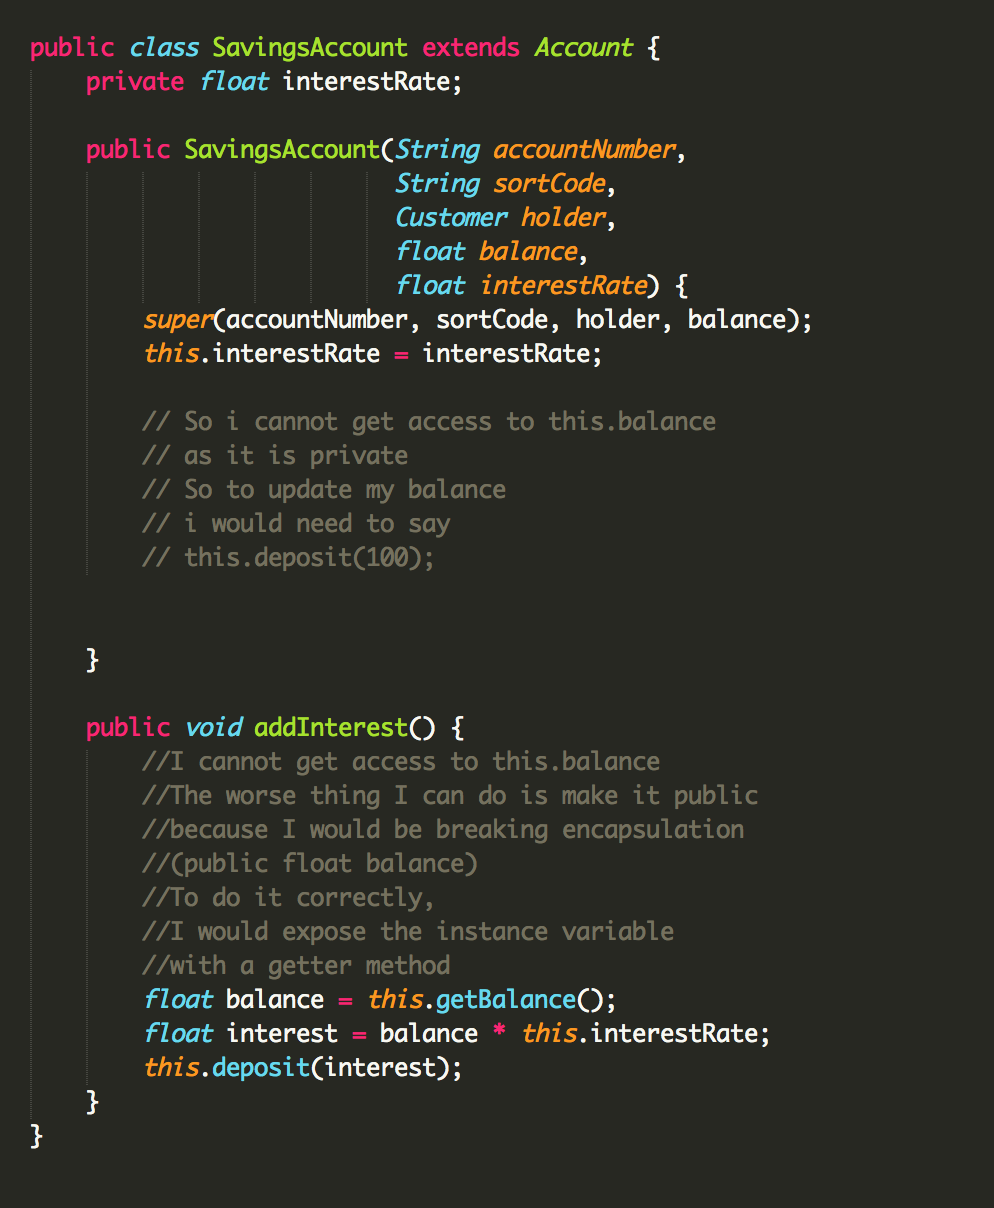 public class SavingsAccount extends Account {
    private float interestRate;

    public SavingsAccount(String accountNumber,
                          String sortCode,
                          Customer holder,
                          float balance,
                          float interestRate) {
        super(accountNumber, sortCode, holder, balance);
        this.interestRate = interestRate;

        // So i cannot get access to this.balance
        // as it is private
        // So to update my balance
        // i would need to say
        // this.deposit(100);


    }

    public void addInterest() {
        //I cannot get access to this.balance
        //The worse thing I can do is make it public
        //because I would be breaking encapsulation
        //(public float balance)
        //To do it correctly,
        //I would expose the instance variable
        //with a getter method
        float balance = this.getBalance();
        float interest = balance * this.interestRate;
        this.deposit(interest);
    }
}